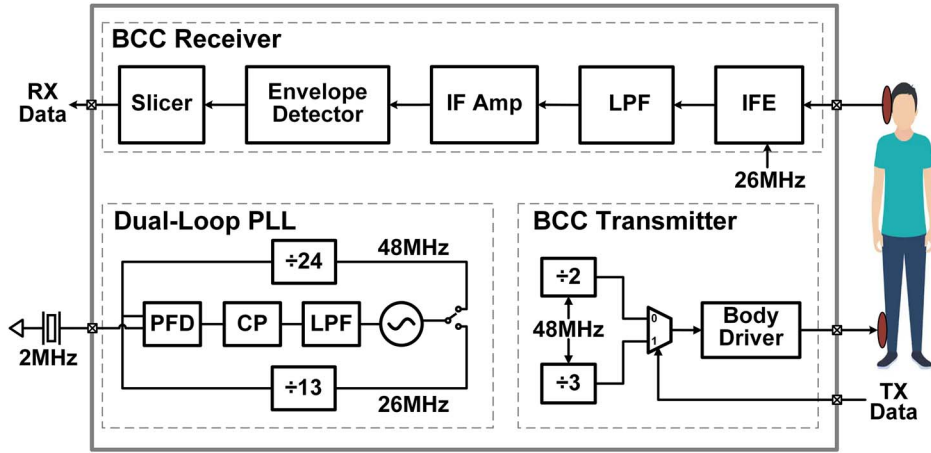 BCC Receiver
RX
Data
Slicer
Envelope
Detector
IF Amp
LPF
IFE
26MHz
Dual-Loop PLL
÷24
48MHz
PFD
CP
LPF
2MHz
÷13
26MHz
BCC Transmitter
÷2
48MHz
÷3
0
1
Body
Driver
TX
Data